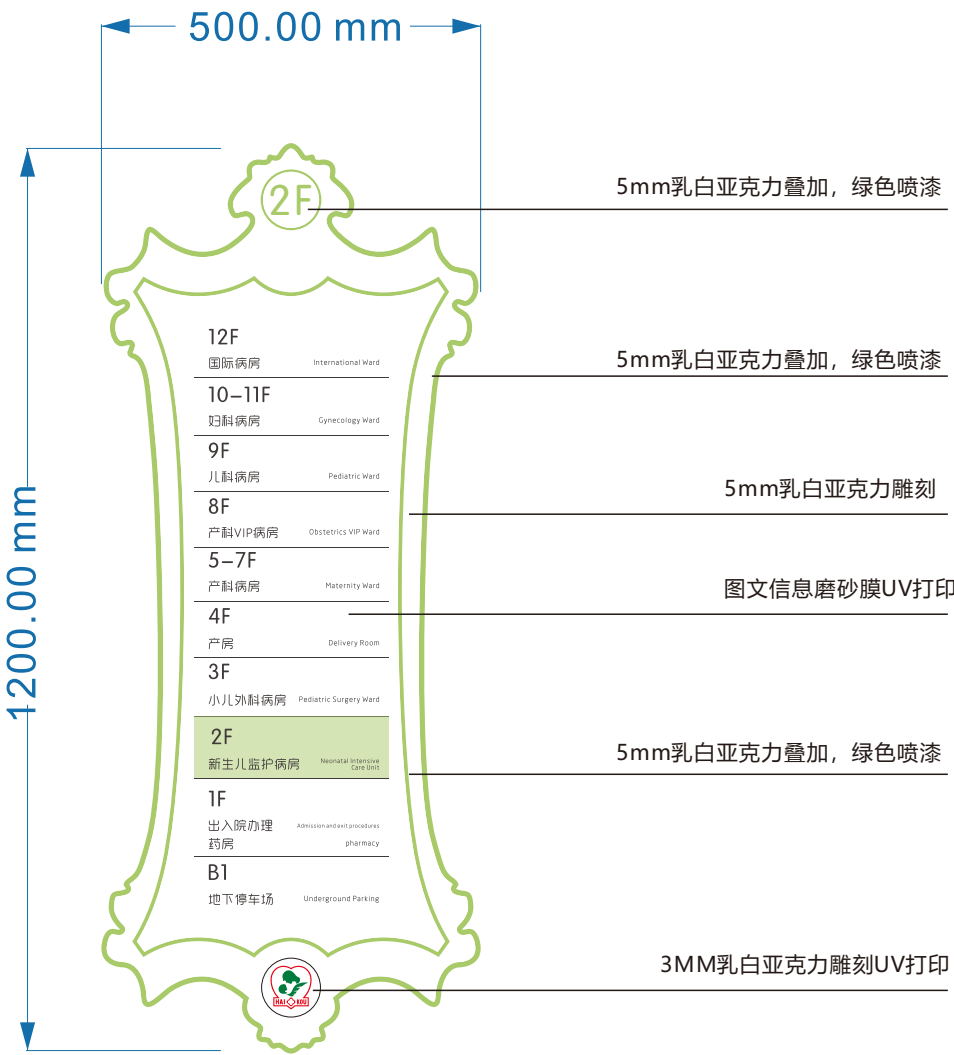 500.00 mm
1200.00 mm
2F
5mm乳白亚克力叠加，绿色喷漆
5mm乳白亚克力叠加，绿色喷漆
5mm乳白亚克力雕刻
图文信息磨砂膜UV打印
5mm乳白亚克力叠加，绿色喷漆
3MM乳白亚克力雕刻UV打印
12F
国际病房 International Ward
10-11F
妇科病房 Gynecology Ward
9F
儿科病房 Pediatric Ward
8F
产科VIP病房 Obstetrics VIP Ward
5-7F
产科病房 Maternity Ward
4F
产房 Delivery Room
3F
小儿外科病房 Pediatric Surgery Ward
2F
新生儿监护病房 Neonatal Intensive
Care Unit
1F
出入院办理 Admission and exit procedures
药房 pharmacy
B1
地下停车场 Underground Parking
HAI KOU